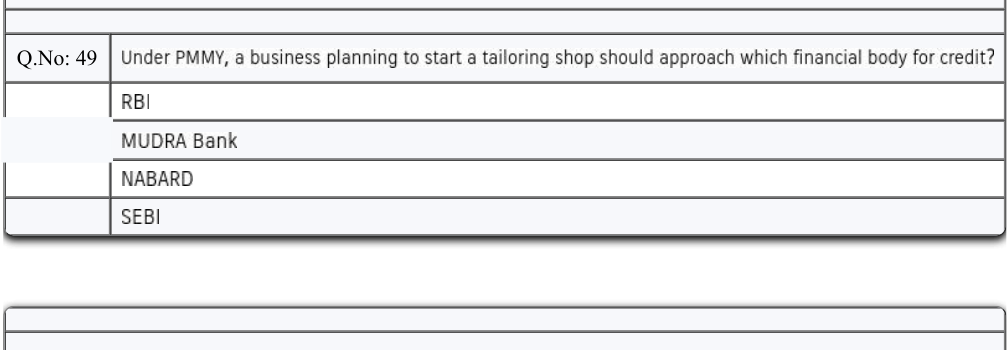 Q.No: 49 Under PMMY, a business planning to start a tailoring shop should approach which financial body for credit?
RBI
MUDRA Bank
NABARD
SEBI